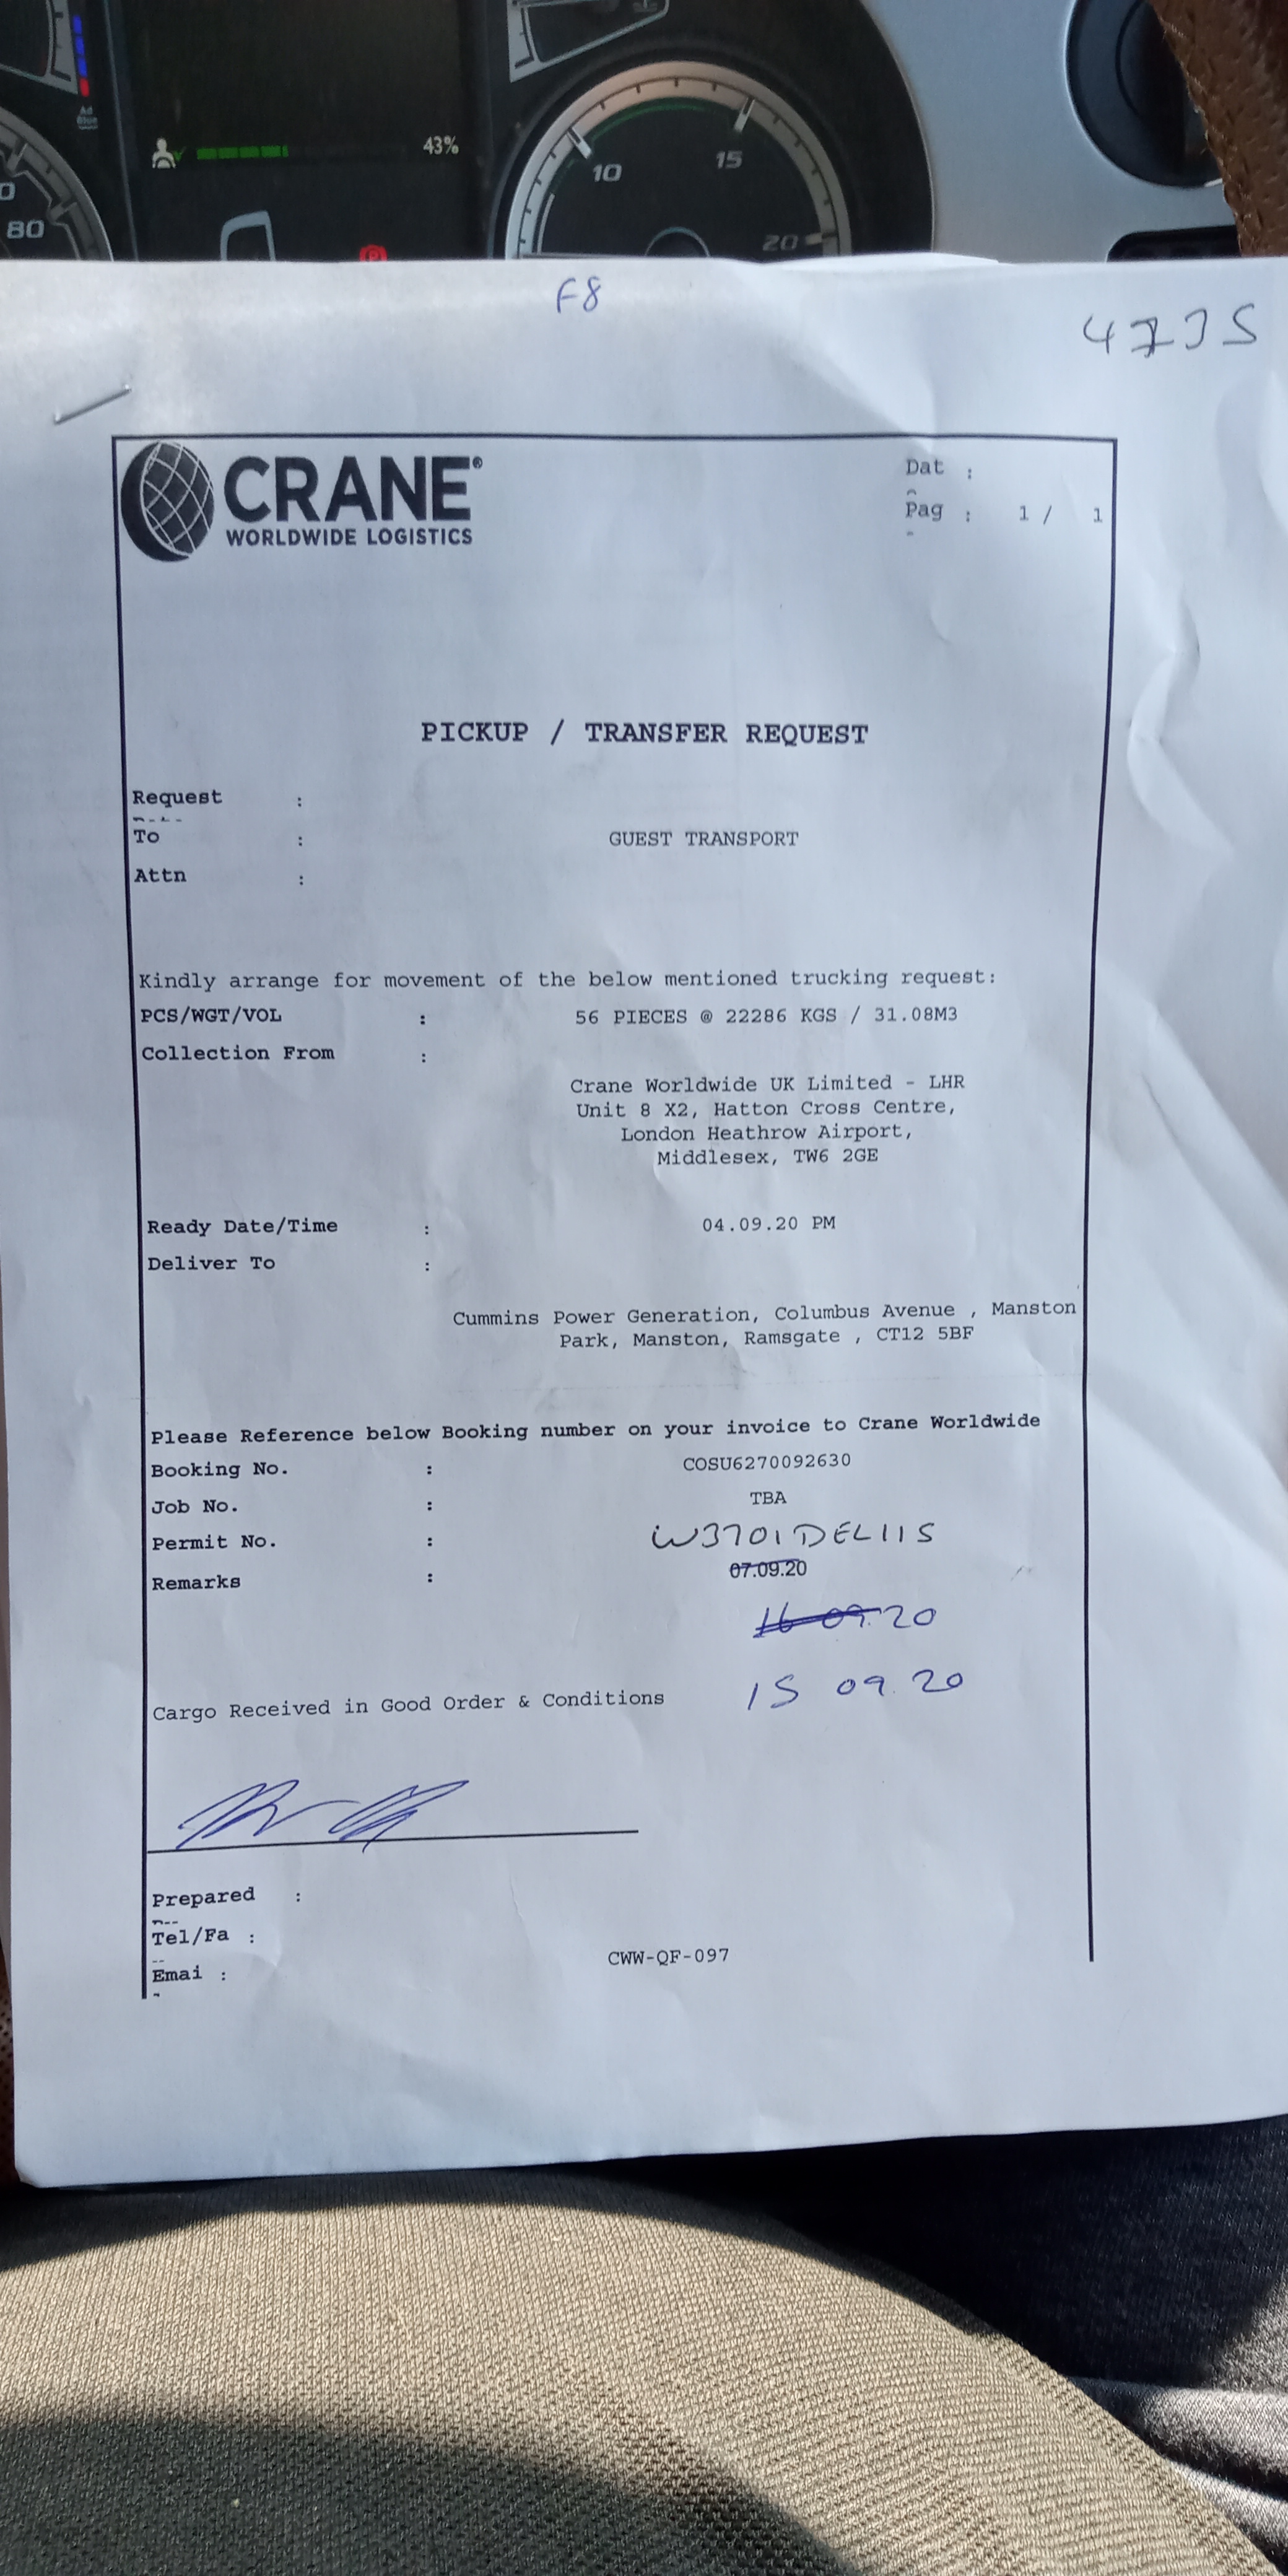 Ad
Blue
43%
80
10
15
20
F8
CRANE®
WORLDWIDE LOGISTICS
Dat :
Pag : 1 / 1
PICKUP / TRANSFER REQUEST
Request :
To : GUEST TRANSPORT
Attn :
Kindly arrange for movement of the below mentioned trucking request:
PCS/WGT/VOL : 56 PIECES @ 22286 KGS / 31.08M3
Collection From :
Crane Worldwide UK Limited - LHR
Unit 8 X2, Hatton Cross Centre,
London Heathrow Airport,
Middlesex, TW6 2GE
Ready Date/Time : 04.09.20 PM
Deliver To :
Cummins Power Generation, Columbus Avenue , Manston
Park, Manston, Ramsgate , CT12 5BF
Please Reference below Booking number on your invoice to Crane Worldwide
Booking No. : COSU6270092630
Job No. : TBA
Permit No. : W3701DEL115
Remarks : 07.09.20
16 09.20
15 09.20
Cargo Received in Good Order & Conditions
Prepared :
Tel/Fa :
Emai :
CWW-QF-097